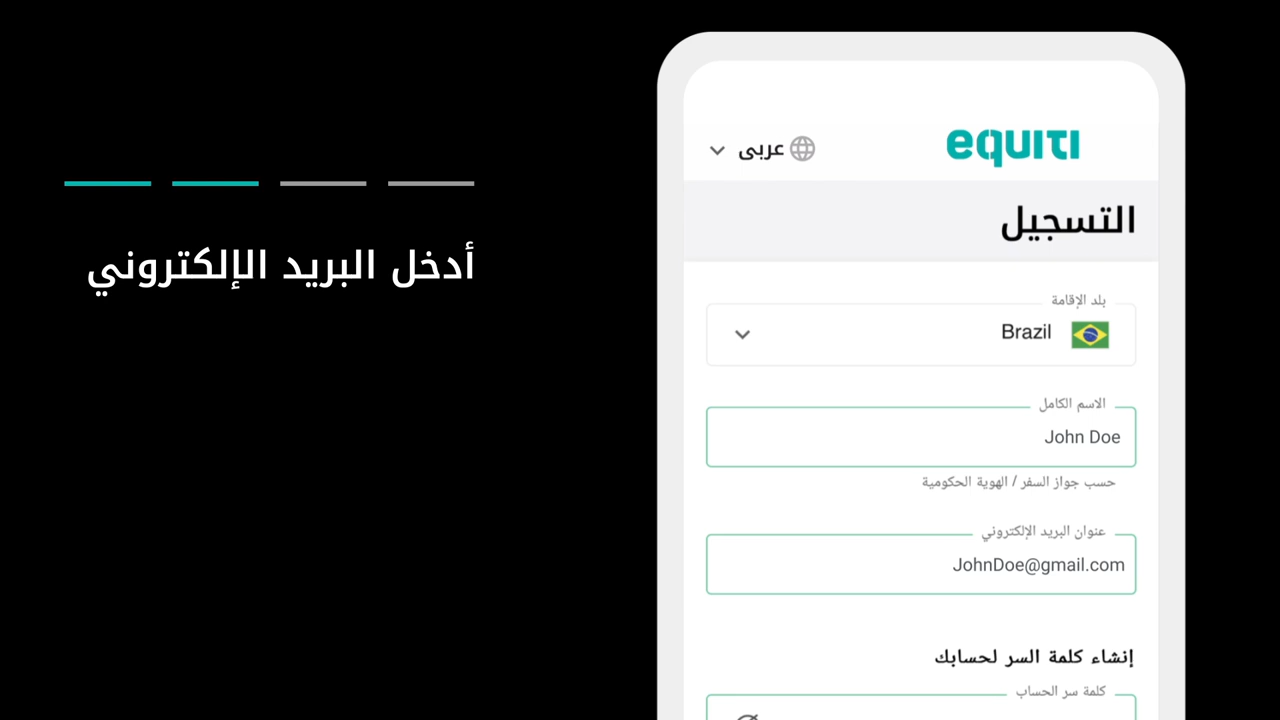 أدخل البريد الإلكتروني
equiti
عربى
التسجيل
بلد الإقامة
Brazil
الاسم الكامل
John Doe
حسب جواز السفر / الهوية الحكومية
عنوان البريد الإلكتروني
JohnDoe@gmail.com
إنشاء كلمة السر لحسابك
كلمة سر الحساب